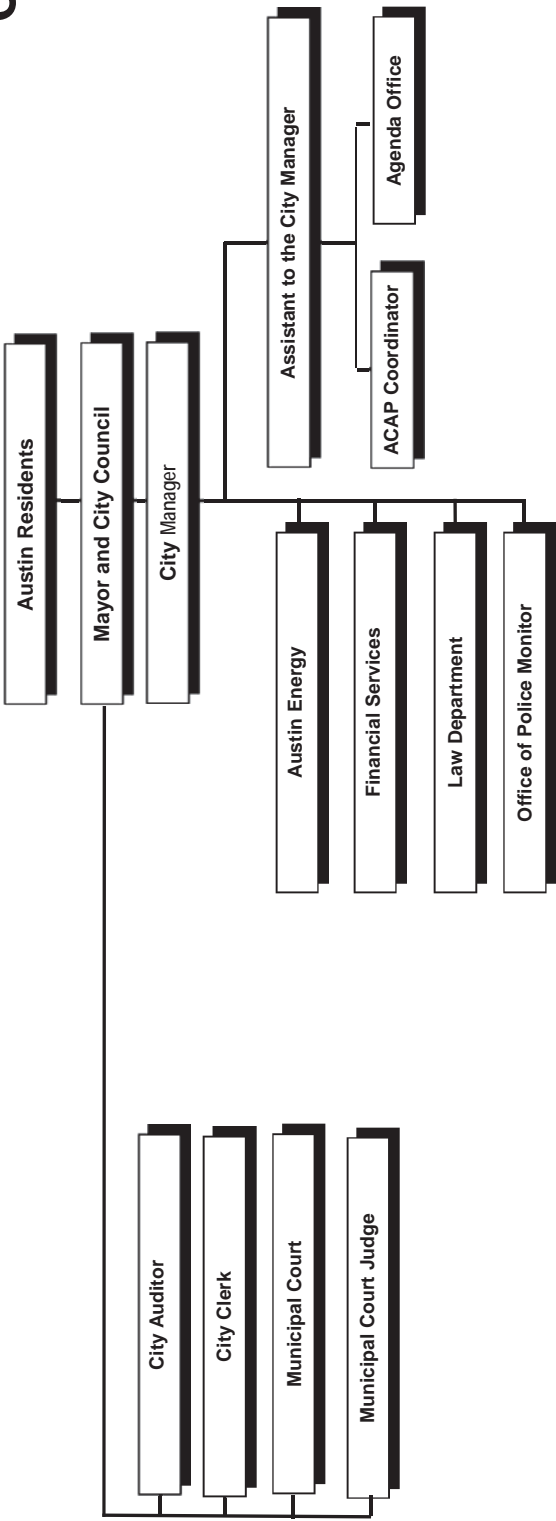 Austin Residents
Mayor and City Council
City Manager
Assistant to the City Manager
ACAP Coordinator
Agenda Office
Austin Energy
Financial Services
Law Department
Office of Police Monitor
City Auditor
City Clerk
Municipal Court
Municipal Court Judge